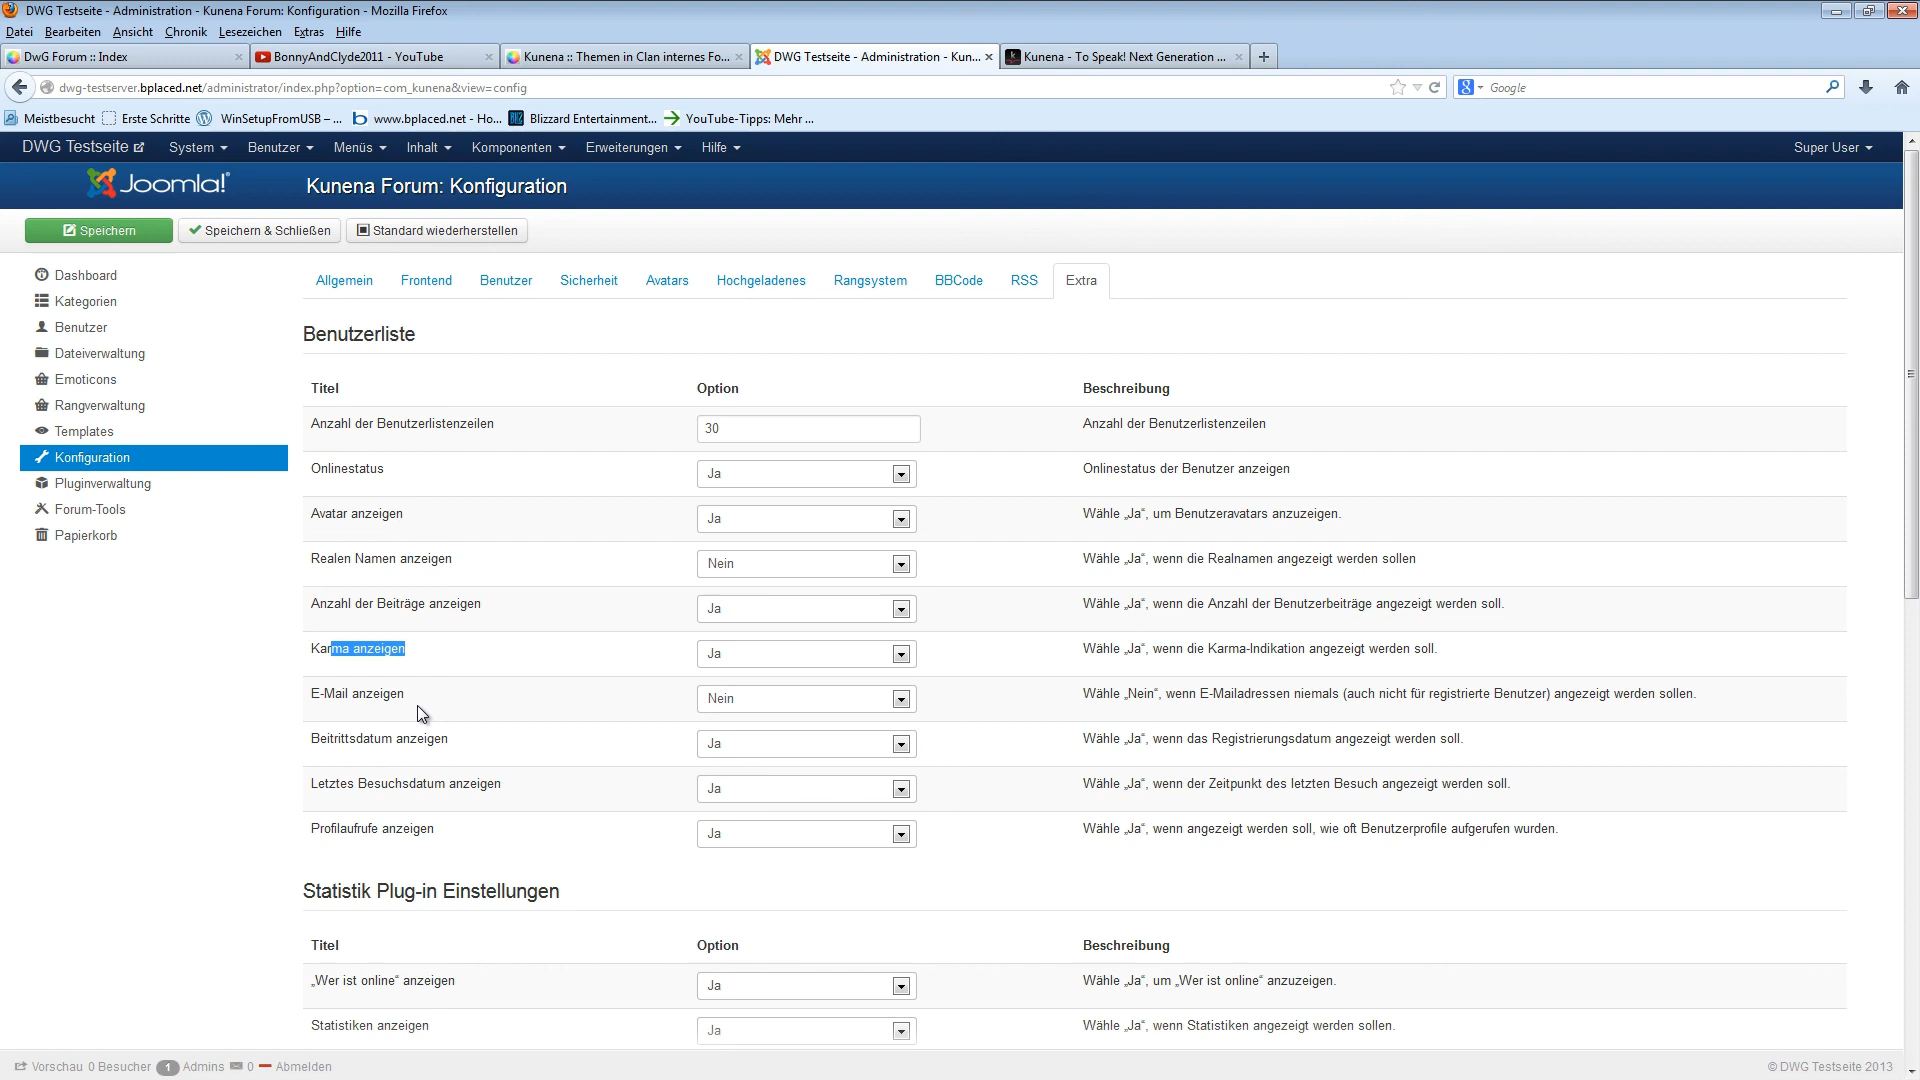 DWG Testseite - Administration - Kunena Forum: Konfiguration - Mozilla Firefox
Datei Bearbeiten Ansicht Chronik Lesezeichen Extras Hilfe
DwG Forum :: Index
BonnyAndClyde2011 - YouTube
Kunena :: Themen in Clan internes Fo...
DWG Testseite - Administration - Kun...
Kunena - To Speak! Next Generation ...
dwg-testserver.bplaced.net/administrator/index.php?option=com_kunena&view=config
Google
Meistbesucht Erste Schritte WinSetupFromUSB – ... www.bplaced.net - Ho... Blizzard Entertainment... YouTube-Tipps: Mehr ...
DWG Testseite System Benutzer Menüs Inhalt Komponenten Erweiterungen Hilfe Super User
Joomla!® Kunena Forum: Konfiguration
Speichern Speichern & Schließen Standard wiederherstellen
Dashboard
Kategorien
Benutzer
Dateiverwaltung
Emoticons
Rangverwaltung
Templates
Konfiguration
Pluginverwaltung
Forum-Tools
Papierkorb
Allgemein Frontend Benutzer Sicherheit Avatars Hochgeladenes Rangsystem BBCode RSS Extra
Benutzerliste
Titel Option Beschreibung
Anzahl der Benutzerlistenzeilen 30 Anzahl der Benutzerlistenzeilen
Onlinestatus Ja Onlinestatus der Benutzer anzeigen
Avatar anzeigen Ja Wähle „Ja“, um Benutzeravatars anzuzeigen.
Realen Namen anzeigen Nein Wähle „Ja“, wenn die Realnamen angezeigt werden sollen
Anzahl der Beiträge anzeigen Ja Wähle „Ja“, wenn die Anzahl der Benutzerbeiträge angezeigt werden soll.
Karma anzeigen Ja Wähle „Ja“, wenn die Karma-Indikation angezeigt werden soll.
E-Mail anzeigen Nein Wähle „Nein“, wenn E-Mailadressen niemals (auch nicht für registrierte Benutzer) angezeigt werden sollen.
Beitrittsdatum anzeigen Ja Wähle „Ja“, wenn das Registrierungsdatum angezeigt werden soll.
Letztes Besuchsdatum anzeigen Ja Wähle „Ja“, wenn der Zeitpunkt des letzten Besuch angezeigt werden soll.
Profilaufrufe anzeigen Ja Wähle „Ja“, wenn angezeigt werden soll, wie oft Benutzerprofile aufgerufen wurden.
Statistik Plug-in Einstellungen
Titel Option Beschreibung
„Wer ist online“ anzeigen Ja Wähle „Ja“, um „Wer ist online“ anzuzeigen.
Statistiken anzeigen Ja Wähle „Ja“, wenn Statistiken angezeigt werden sollen.
Vorschau 0 Besucher 1 Admins 0 Abmelden © DWG Testseite 2013